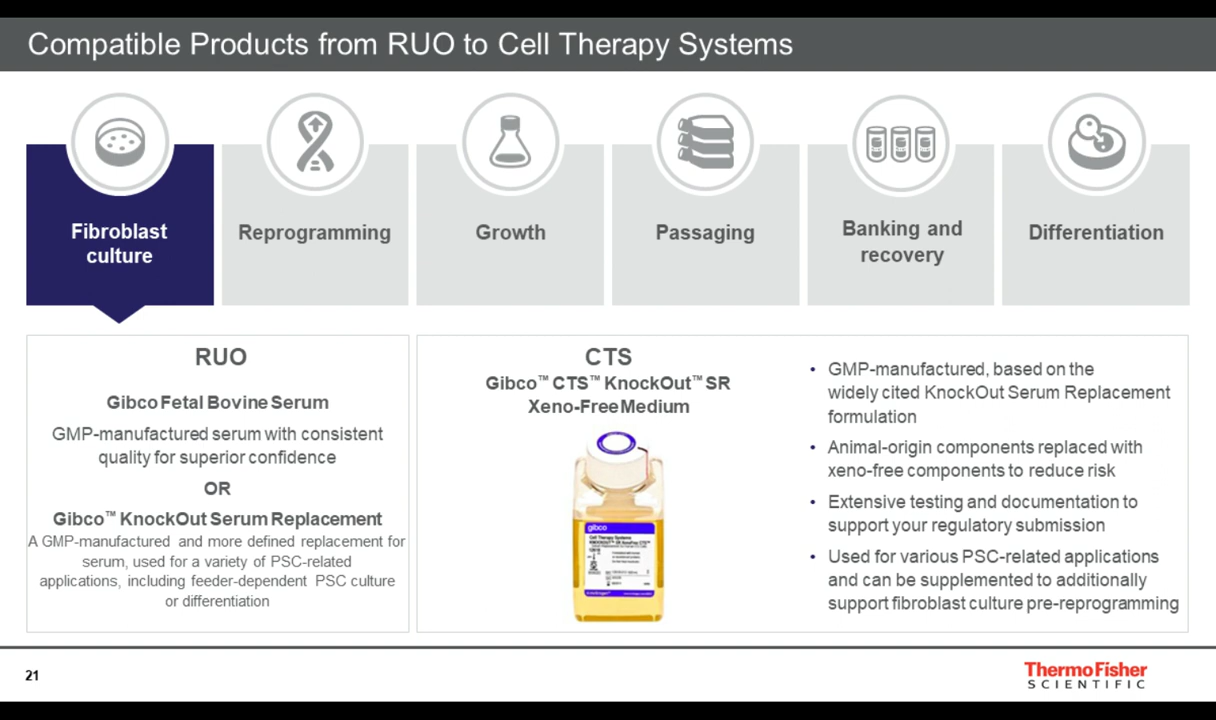 Compatible Products from RUO to Cell Therapy Systems
Fibroblast
culture
Reprogramming
Growth
Passaging
Banking and
recovery
Differentiation
RUO
Gibco Fetal Bovine Serum
GMP-manufactured serum with consistent
quality for superior confidence
OR
Gibco™ KnockOut Serum Replacement
A GMP-manufactured and more defined replacement for
serum, used for a variety of PSC-related
applications, including feeder-dependent PSC culture
or differentiation
CTS
Gibco™ CTS™ KnockOut™ SR
Xeno-Free Medium
gibco
Cell Therapy Systems
• GMP-manufactured, based on the
widely cited KnockOut Serum Replacement
formulation
• Animal-origin components replaced with
xeno-free components to reduce risk
• Extensive testing and documentation to
support your regulatory submission
• Used for various PSC-related applications
and can be supplemented to additionally
support fibroblast culture pre-reprogramming
21
ThermoFisher
SCIENTIFIC